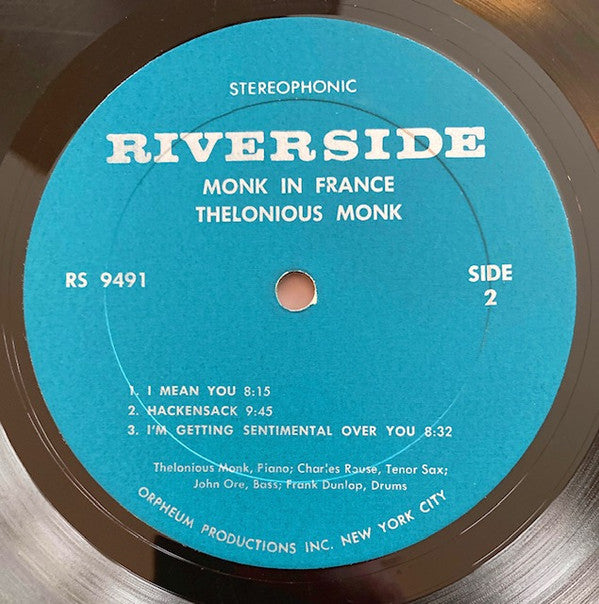 STEREOPHONIC
RIVERSIDE
MONK IN FRANCE
THELONIOUS MONK
RS 9491
SIDE
2
1. I MEAN YOU 8:15
2. HACKENSACK 9:45
3. I'M GETTING SENTIMENTAL OVER YOU 8:32
Thelonious Monk, Piano; Charles Rouse, Tenor Sax;
John Ore, Bass; Frank Dunlop, Drums
ORPHEUM PRODUCTIONS INC. NEW YORK CITY